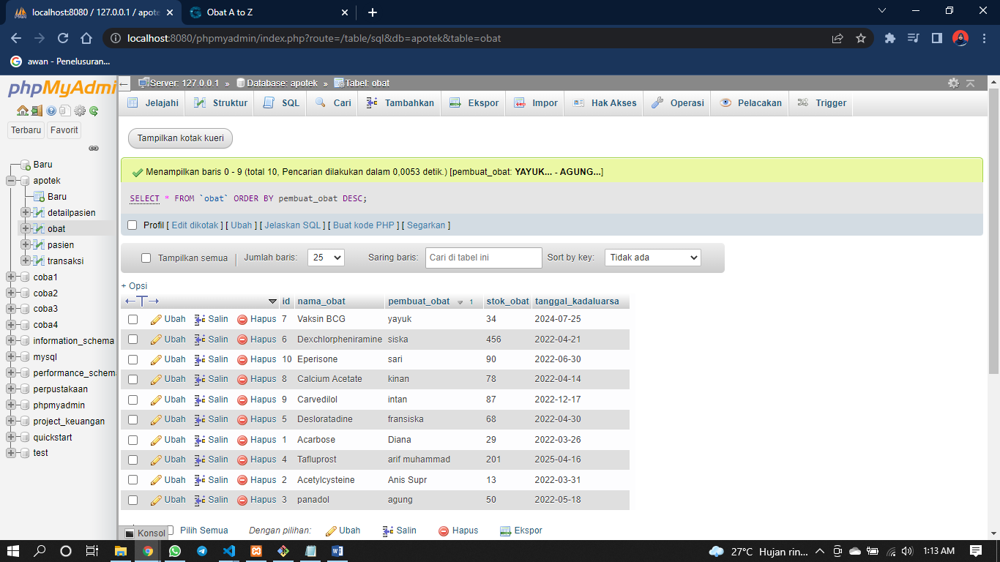 localhost:8080 / 127.0.0.1 / apote
Obat A to Z
localhost:8080/phpmyadmin/index.php?route=/table/sql&db=apotek&table=obat
awan - Penelusuran...
phpMyAdmi
Terbaru Favorit
Baru
apotek
Baru
detailpasien
obat
pasien
transaksi
coba1
coba2
coba3
coba4
information_schema
mysql
performance_schema
perpustakaan
phpmyadmin
project_keuangan
quickstart
test
Server: 127.0.0.1 » Database: apotek » Tabel: obat
Jelajahi Struktur SQL Cari Tambahkan Ekspor Impor Hak Akses Operasi Pelacakan Trigger
Tampilkan kotak kueri
Menampilkan baris 0 - 9 (total 10, Pencarian dilakukan dalam 0,0053 detik.) [pembuat_obat: YAYUK... - AGUNG...]
SELECT * FROM `obat` ORDER BY pembuat_obat DESC;
Profil [ Edit dikotak ] [ Ubah ] [ Jelaskan SQL ] [ Buat kode PHP ] [ Segarkan ]
Tampilkan semua | Jumlah baris: 25 Saring baris: Cari di tabel ini Sort by key: Tidak ada
+ Opsi
id nama_obat pembuat_obat 1 stok_obat tanggal_kadaluarsa
Ubah Salin Hapus 7 Vaksin BCG yayuk 34 2024-07-25
Ubah Salin Hapus 6 Dexchlorpheniramine siska 456 2022-04-21
Ubah Salin Hapus 10 Eperisone sari 90 2022-06-30
Ubah Salin Hapus 8 Calcium Acetate kinan 78 2022-04-14
Ubah Salin Hapus 9 Carvedilol intan 87 2022-12-17
Ubah Salin Hapus 5 Desloratadine fransiska 68 2022-04-30
Ubah Salin Hapus 1 Acarbose Diana 29 2022-03-26
Ubah Salin Hapus 4 Tafluprost arif muhammad 201 2025-04-16
Ubah Salin Hapus 2 Acetylcysteine Anis Supr 13 2022-03-31
Ubah Salin Hapus 3 panadol agung 50 2022-05-18
Pilih Semua Dengan pilihan: Ubah Salin Hapus Ekspor
Konsol
27°C Hujan rin... 1:13 AM